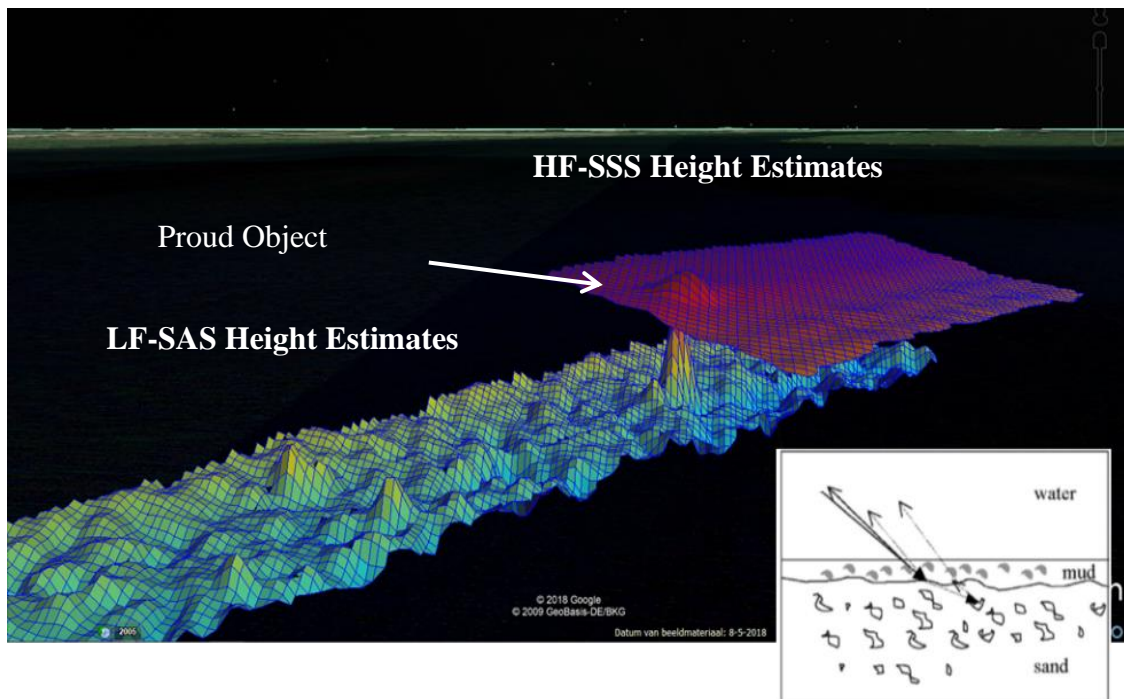 HF-SSS Height Estimates
Proud Object
LF-SAS Height Estimates
water
mud
sand
© 2018 Google
© 2009 GeoBasis-DE/BKG
2005
Datum van beeldmateriaal: 8-5-2018